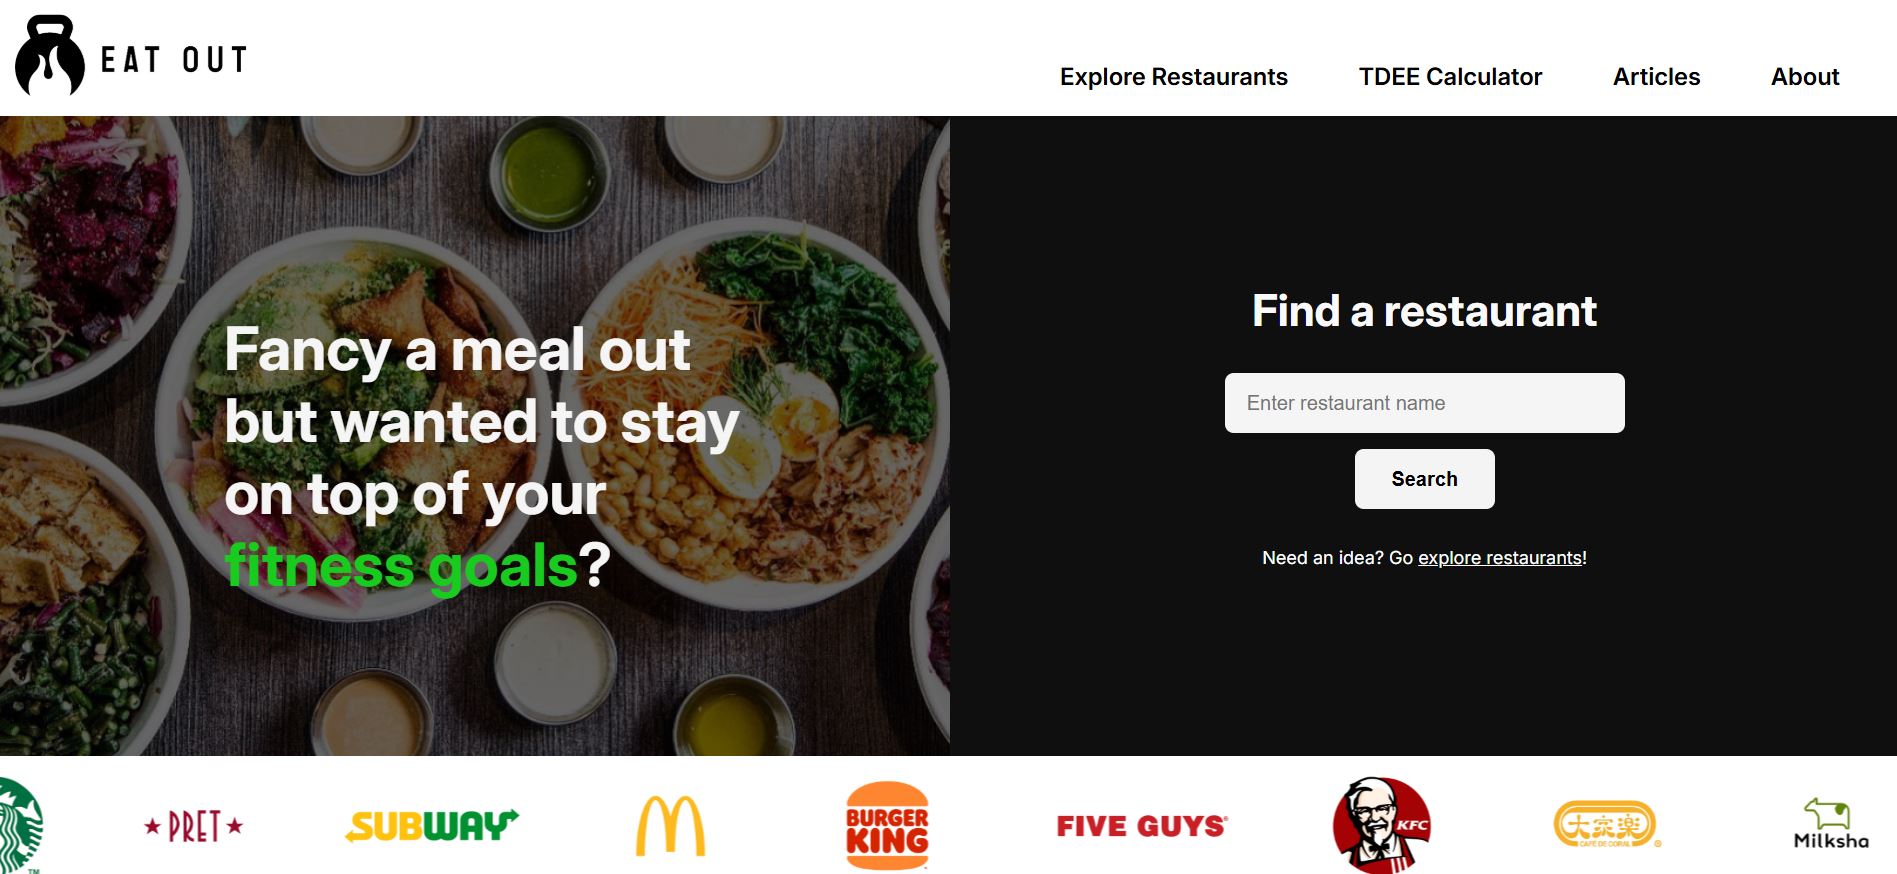 EAT OUT
Explore Restaurants
TDEE Calculator
Articles
About
Fancy a meal out
but wanted to stay
on top of your
fitness goals?
Find a restaurant
Enter restaurant name
Search
Need an idea? Go explore restaurants!
TM
PRET
SUBWAY
BURGER
KING
FIVE GUYS
KFC
大家樂
CAFÉ DE CORAL
Milksha